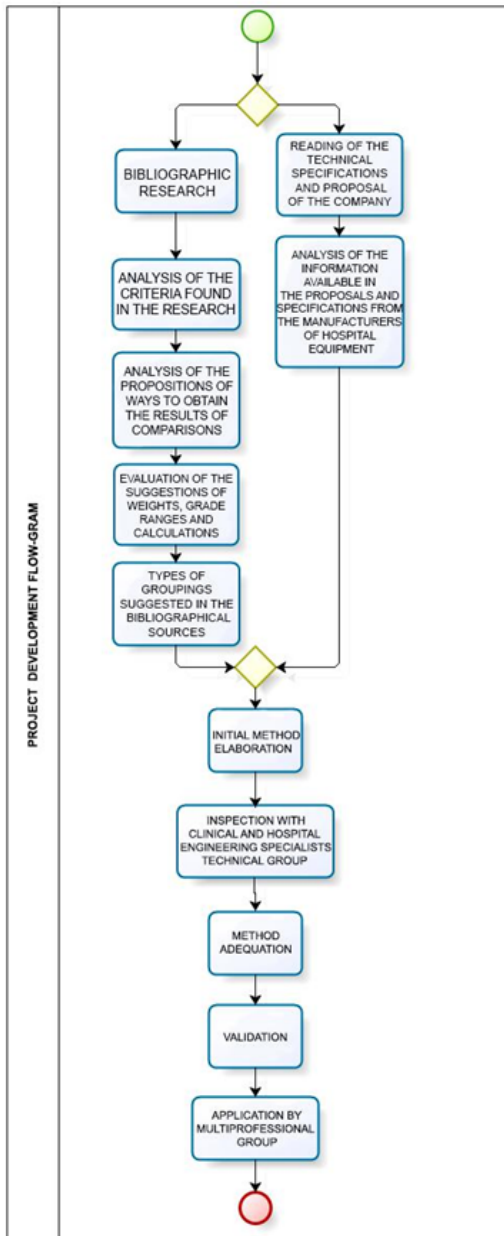 PROJECT DEVELOPMENT FLOW-GRAM
BIBLIOGRAPHIC
RESEARCH
ANALYSIS OF THE
CRITERIA FOUND
IN THE RESEARCH
ANALYSIS OF THE
PROPOSITIONS OF
WAYS TO OBTAIN
THE RESULTS OF
COMPARISONS
EVALUATION OF THE
SUGGESTIONS OF
WEIGHTS, GRADE
RANGES AND
CALCULATIONS
TYPES OF
GROUPINGS
SUGGESTED IN THE
BIBLIOGRAPHICAL
SOURCES
READING OF THE
TECHNICAL
SPECIFICATIONS
AND PROPOSAL
OF THE COMPANY
ANALYSIS OF THE
INFORMATION
AVAILABLE IN
THE PROPOSALS AND
SPECIFICATIONS FROM
THE MANUFACTURERS
OF HOSPITAL
EQUIPMENT
INITIAL METHOD
ELABORATION
INSPECTION WITH
CLINICAL AND HOSPITAL
ENGINEERING SPECIALISTS
TECHNICAL GROUP
METHOD
ADEQUATION
VALIDATION
APPLICATION BY
MULTIPROFESSIONAL
GROUP